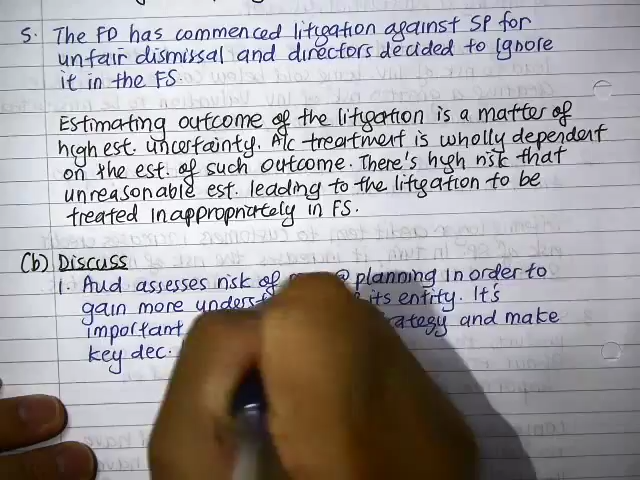 5. The FD has commenced litigation against SP for
unfair dismissal and directors decided to ignore
it in the FS.
Estimating outcome of the litigation is a matter of
high est. uncertainty. A/c treatment is wholly dependent
on the est. of such outcome. There's high risk that
unreasonable est. leading to the litigation to be
treated inappropriately in FS.
(b) Discuss
1. Aud assesses risk of @ planning in order to
gain more its entity. It's
important and make
key dec.